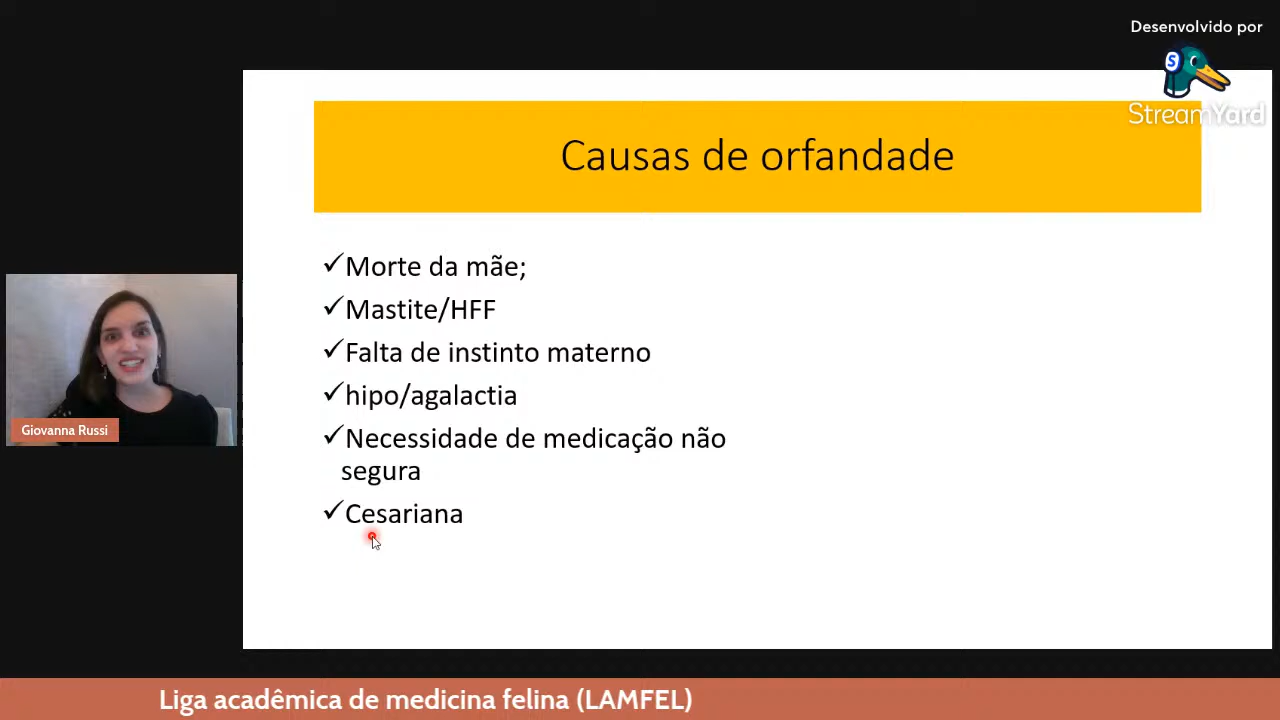 Desenvolvido por
S
StreamYard
Causas de orfandade
✓Morte da mãe;
✓Mastite/HFF
✓Falta de instinto materno
✓hipo/agalactia
✓Necessidade de medicação não
segura
✓Cesariana
Giovanna Russi
Liga acadêmica de medicina felina (LAMFEL)